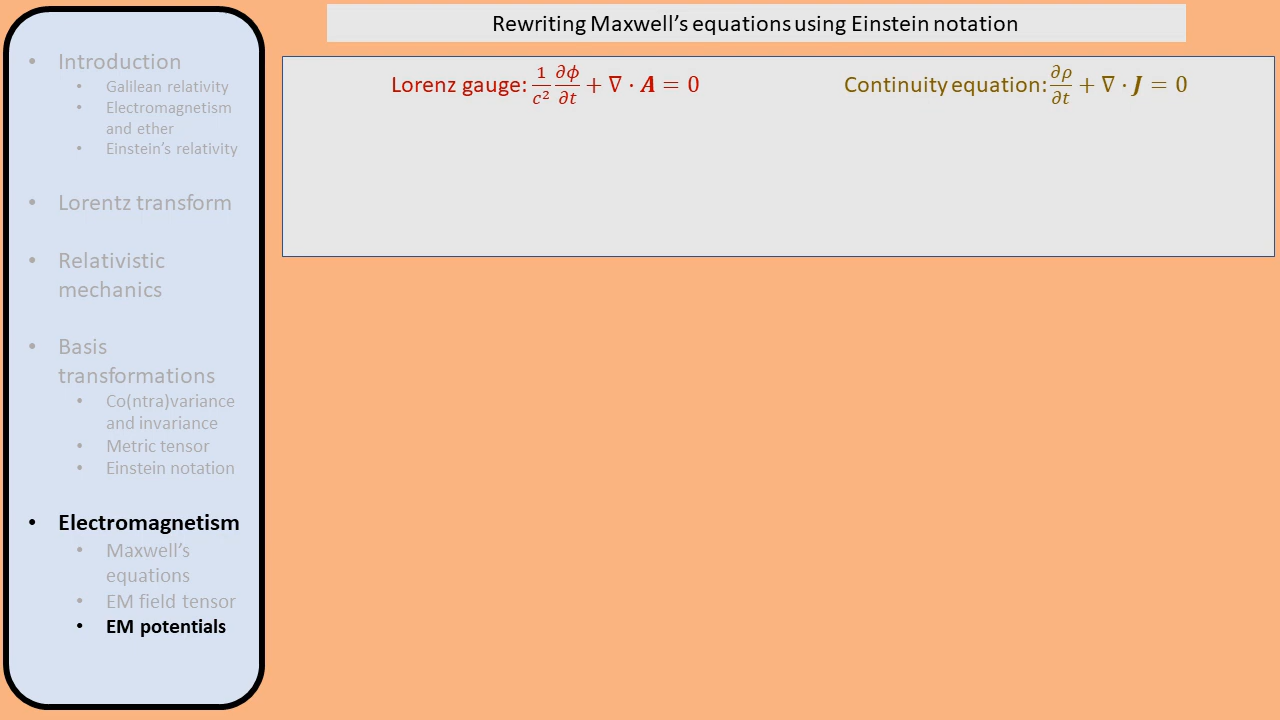 Rewriting Maxwell's equations using Einstein notation
Lorenz gauge: 1/c² ∂ϕ/∂t + ∇ · A = 0
Continuity equation: ∂ρ/∂t + ∇ · J = 0
• Introduction
• Galilean relativity
• Electromagnetism
and ether
• Einstein's relativity
• Lorentz transform
• Relativistic
mechanics
• Basis
transformations
• Co(ntra)variance
and invariance
• Metric tensor
• Einstein notation
• Electromagnetism
• Maxwell's
equations
• EM field tensor
• EM potentials